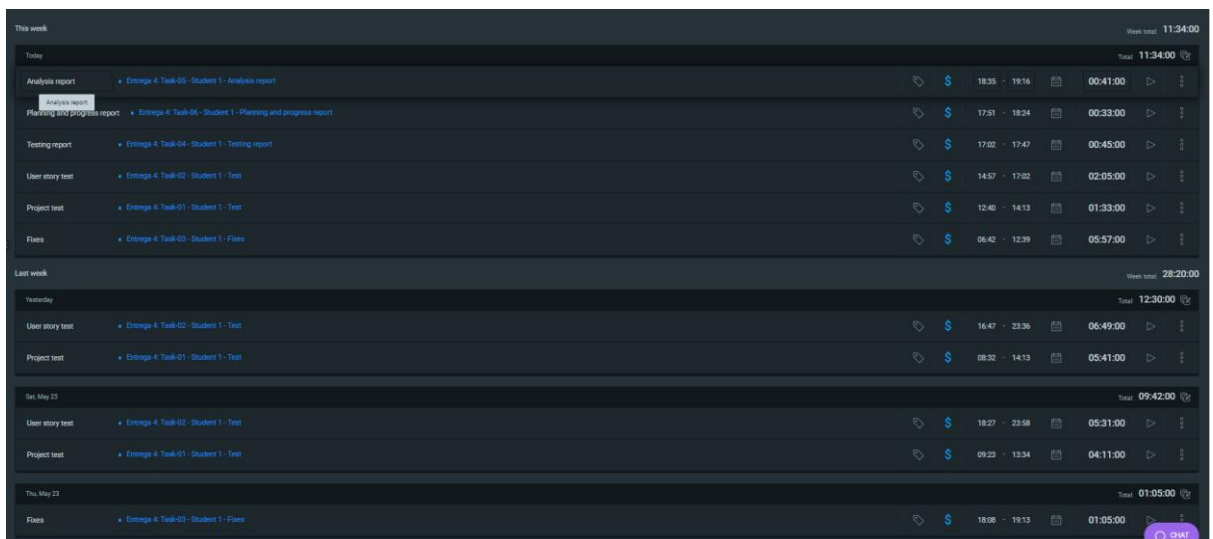 This week Week total: 11:34:00
Today Total: 11:34:00
Analysis report • Entrega 4: Task-05 - Student 1 - Analysis report $ 18:35 - 19:16 00:41:00
Analysis report
Planning and progress report • Entrega 4: Task-06 - Student 1 - Planning and progress report $ 17:51 - 18:24 00:33:00
Testing report • Entrega 4: Task-04 - Student 1 - Testing report $ 17:02 - 17:47 00:45:00
User story test • Entrega 4: Task-02 - Student 1 - Test $ 14:57 - 17:02 02:05:00
Project test • Entrega 4: Task-01 - Student 1 - Test $ 12:40 - 14:13 01:33:00
Fixes • Entrega 4: Task-03 - Student 1 - Fixes $ 06:42 - 12:39 05:57:00
Last week Week total: 28:20:00
Yesterday Total: 12:30:00
User story test • Entrega 4: Task-02 - Student 1 - Test $ 16:47 - 23:36 06:49:00
Project test • Entrega 4: Task-01 - Student 1 - Test $ 08:32 - 14:13 05:41:00
Sat, May 25 Total: 09:42:00
User story test • Entrega 4: Task-02 - Student 1 - Test $ 18:27 - 23:58 05:31:00
Project test • Entrega 4: Task-01 - Student 1 - Test $ 09:23 - 13:34 04:11:00
Thu, May 23 Total: 01:05:00
Fixes • Entrega 4: Task-03 - Student 1 - Fixes $ 18:08 - 19:13 01:05:00
CHAT